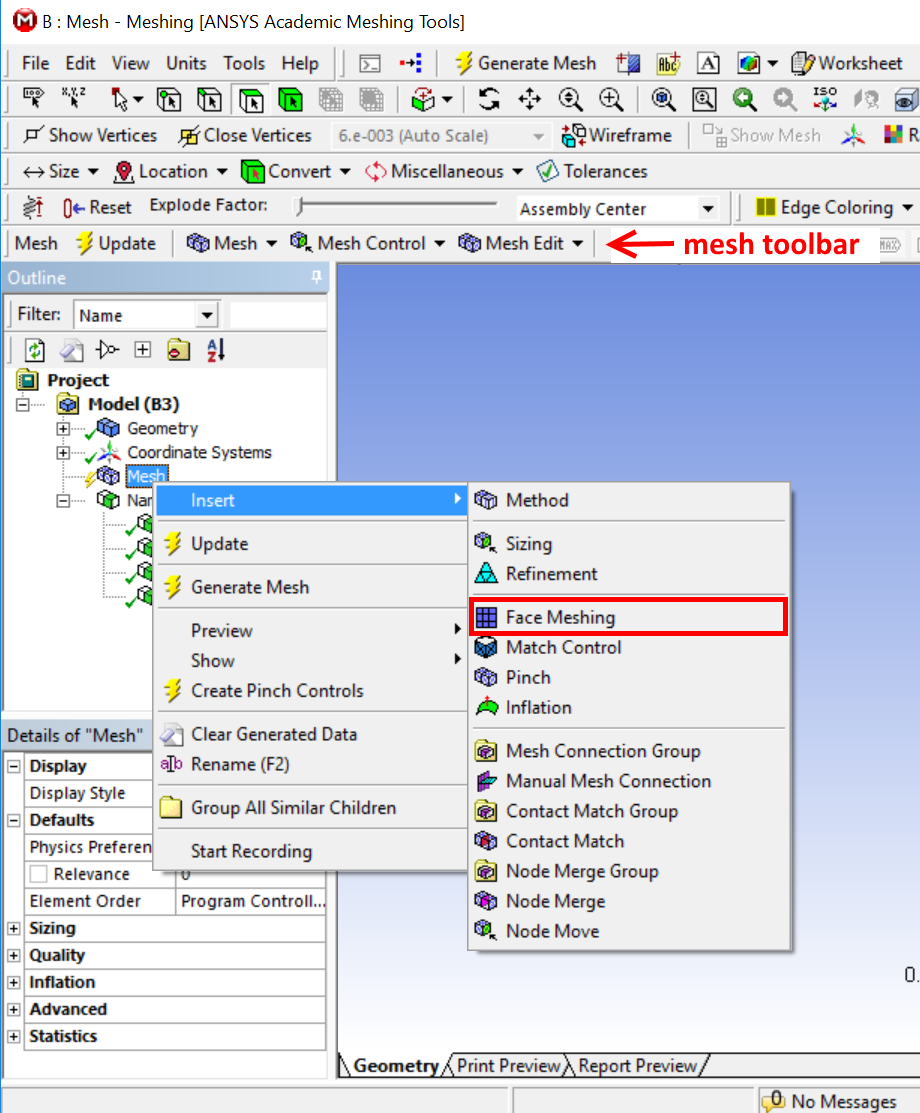 B : Mesh - Meshing [ANSYS Academic Meshing Tools]
File Edit View Units Tools Help Generate Mesh Abc A Worksheet
x,y,z ISO
Show Vertices Close Vertices 6.e-003 (Auto Scale) Wireframe Show Mesh
Size Location Convert Miscellaneous Tolerances
Reset Explode Factor: Assembly Center Edge Coloring
Mesh Update Mesh Mesh Control Mesh Edit mesh toolbar MAX
Outline
Filter: Name
A
Z
Project
Model (B3)
Geometry
Coordinate Systems
Mesh
Nar
Insert
Update
Generate Mesh
Preview
Show
Create Pinch Controls
Clear Generated Data
Rename (F2)
Group All Similar Children
Start Recording
Method
Sizing
Refinement
Face Meshing
Match Control
Pinch
Inflation
Mesh Connection Group
Manual Mesh Connection
Contact Match Group
Contact Match
Node Merge Group
Node Merge
Node Move
Details of "Mesh"
Display
Display Style
Defaults
Physics Preferen
Relevance 0
Element Order Program Controll...
Sizing
Quality
Inflation
Advanced
Statistics
0.
Geometry Print Preview Report Preview
0 No Messages